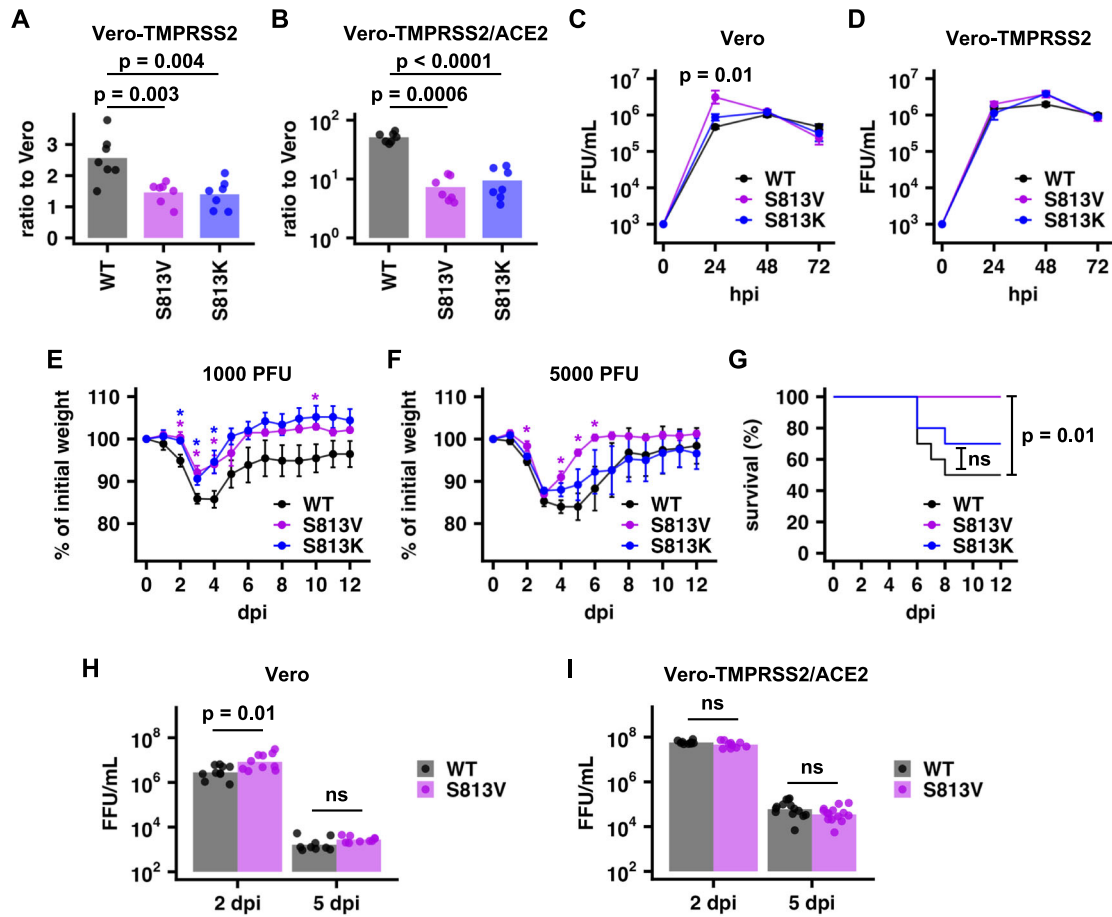 A
Vero-TMPRSS2
p = 0.004
p = 0.003
ratio to Vero
3
2
1
0
WT
S813V
S813K
B
Vero-TMPRSS2/ACE2
p < 0.0001
p = 0.0006
ratio to Vero
10²
10¹
10⁰
WT
S813V
S813K
C
Vero
p = 0.01
FFU/mL
10⁷
10⁶
10⁵
10⁴
10³
WT
S813V
S813K
0 24 48 72
hpi
D
Vero-TMPRSS2
FFU/mL
10⁷
10⁶
10⁵
10⁴
10³
WT
S813V
S813K
0 24 48 72
hpi
E
1000 PFU
% of initial weight
110
100
90
80
* * * * * * *
WT
S813V
S813K
0 2 4 6 8 10 12
dpi
F
5000 PFU
% of initial weight
110
100
90
80
* * * *
WT
S813V
S813K
0 2 4 6 8 10 12
dpi
G
survival (%)
100
80
60
40
20
0
ns
p = 0.01
WT
S813V
S813K
0 2 4 6 8 10 12
dpi
H
Vero
p = 0.01
ns
FFU/mL
10⁸
10⁶
10⁴
10²
2 dpi 5 dpi
WT
S813V
I
Vero-TMPRSS2/ACE2
ns
ns
FFU/mL
10⁸
10⁶
10⁴
10²
2 dpi 5 dpi
WT
S813V